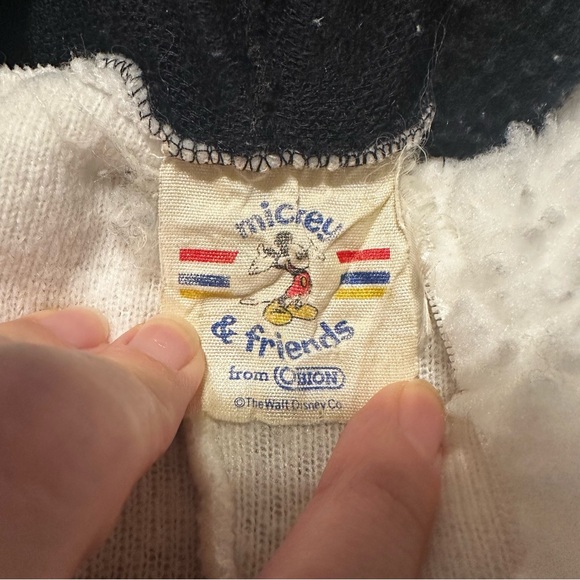 mickey
& friends
from
©The Walt Disney Co